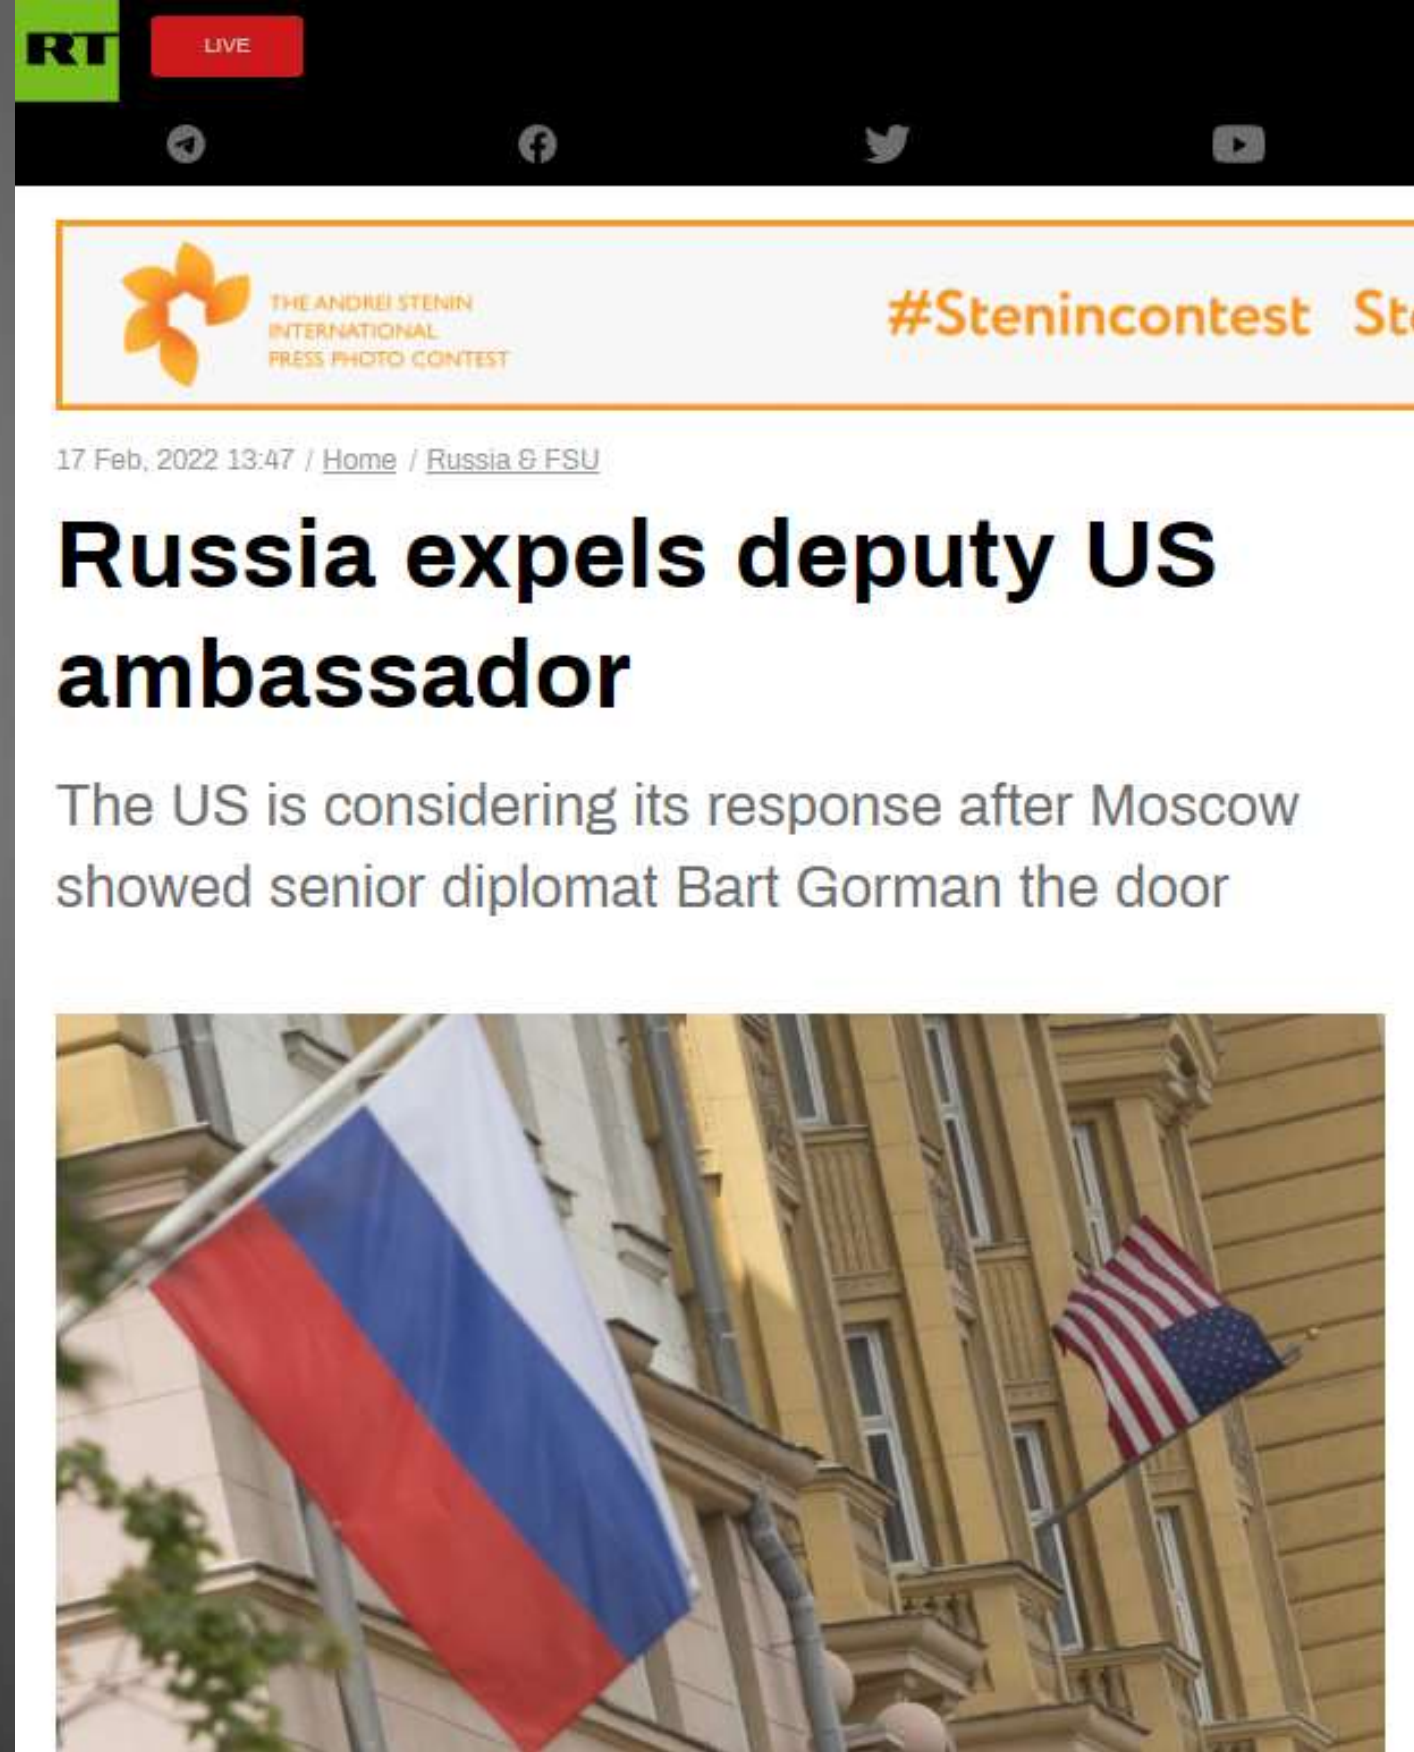 RT
LIVE
THE ANDREI STENIN
INTERNATIONAL
PRESS PHOTO CONTEST
#Stenincontest
17 Feb, 2022 13:47 / Home / Russia & FSU
Russia expels deputy US
ambassador
The US is considering its response after Moscow
showed senior diplomat Bart Gorman the door